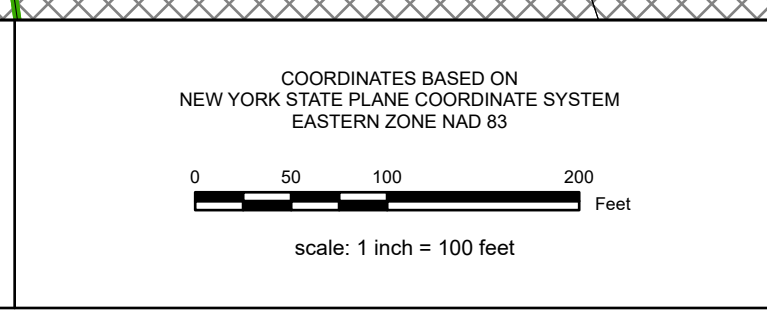 COORDINATES BASED ON
NEW YORK STATE PLANE COORDINATE SYSTEM
EASTERN ZONE NAD 83
0 50 100 200
Feet
scale: 1 inch = 100 feet